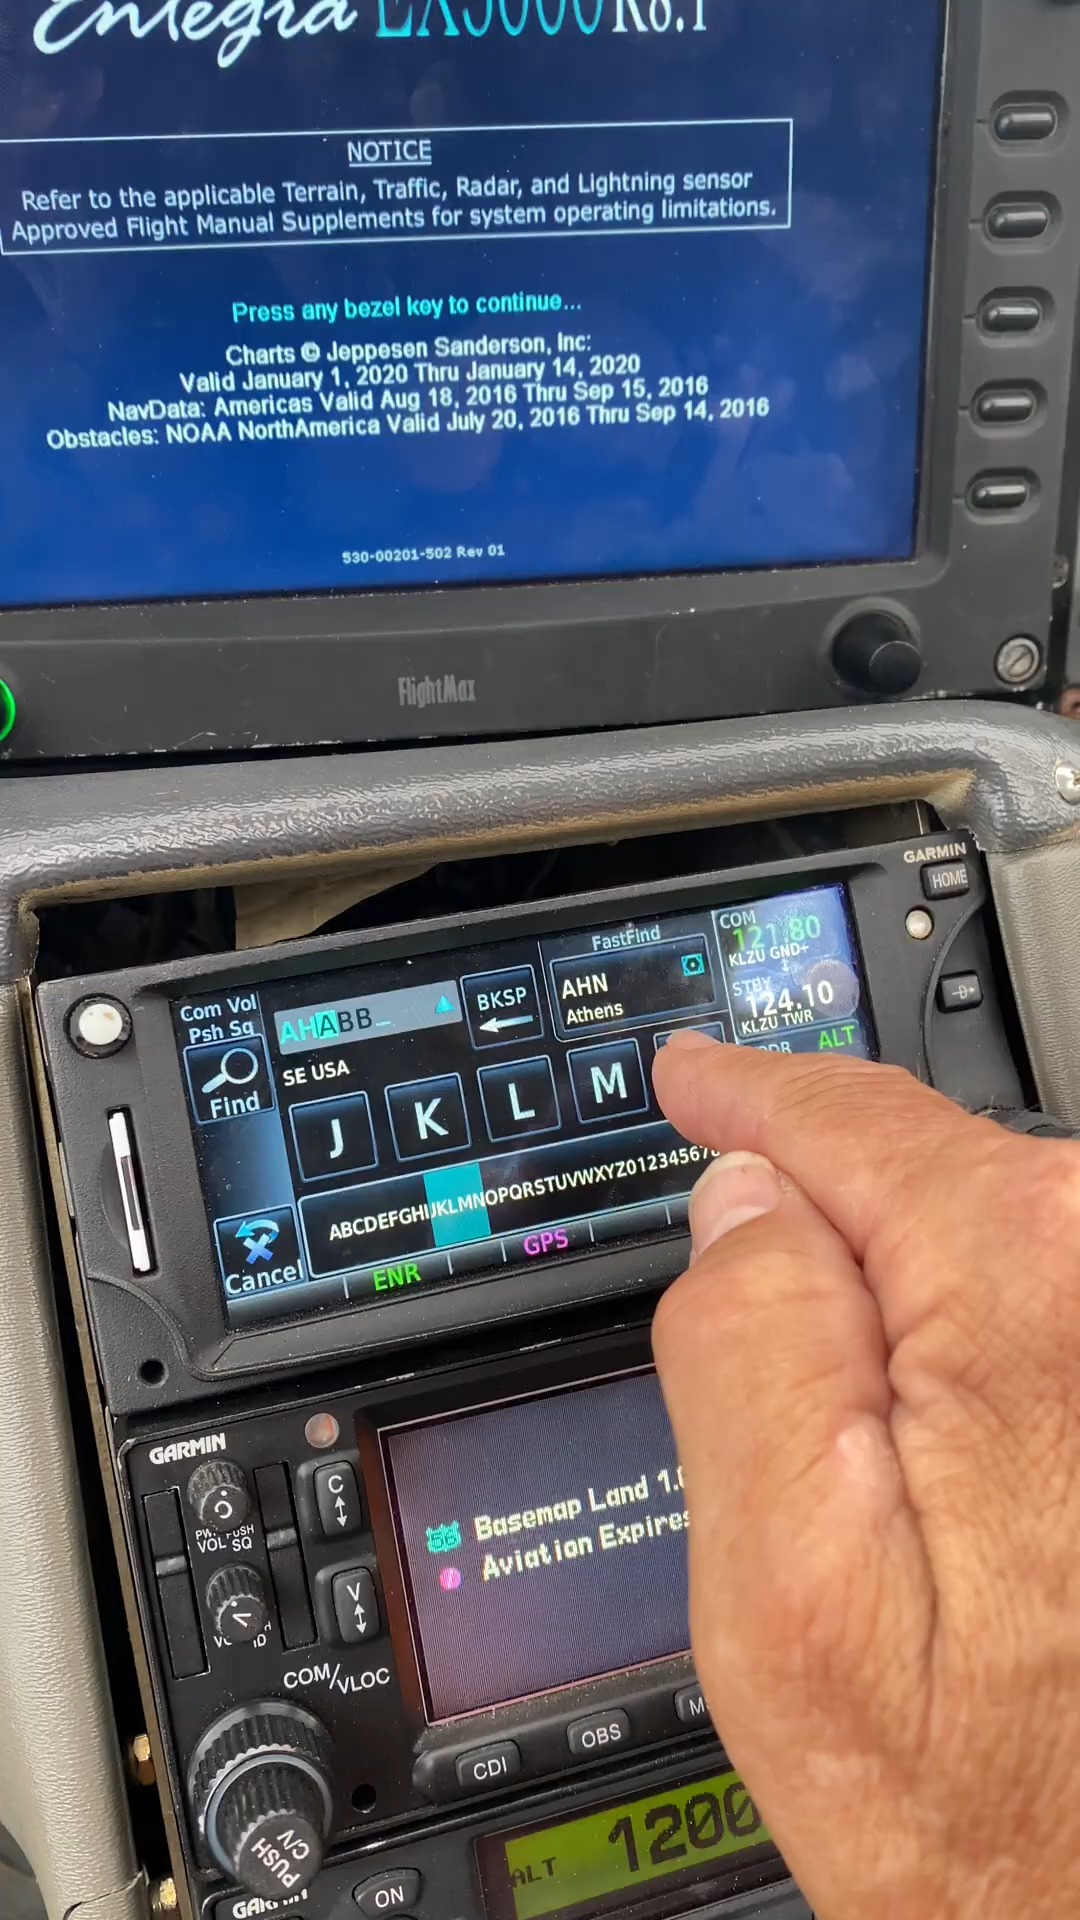 Entegra EX5000 R8.1
NOTICE
Refer to the applicable Terrain, Traffic, Radar, and Lightning sensor
Approved Flight Manual Supplements for system operating limitations.
Press any bezel key to continue...
Charts © Jeppesen Sanderson, Inc:
Valid January 1, 2020 Thru January 14, 2020
NavData: Americas Valid Aug 18, 2016 Thru Sep 15, 2016
Obstacles: NOAA NorthAmerica Valid July 20, 2016 Thru Sep 14, 2016
530-00201-502 Rev 01
FlightMax
GARMIN
HOME
Com Vol
Psh Sq
AHABB_
BKSP
FastFind
AHN
Athens
COM
121.80
KLZU GND+
STBY
124.10
KLZU TWR
ALT
Find
SE USA
J K L M
ABCDEFGHIJKLMNOPQRSTUVWXYZ012345678
Cancel
ENR
GPS
GARMIN
C
PUSH
VOL SQ
V
COM/VLOC
PUSH
C/V
Basemap Land 1.0
Aviation Expires
CDI
OBS
ALT
1200
ON